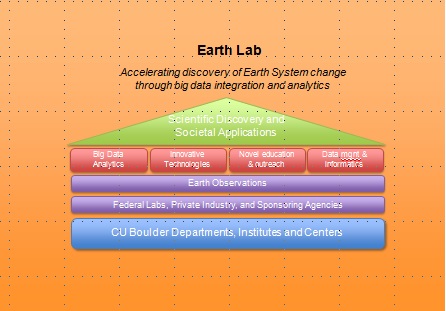 Earth Lab
Accelerating discovery of Earth System change
through big data integration and analytics
Scientific Discovery and
Societal Applications
Big Data
Analytics
Innovative
Technologies
Novel education
& outreach
Data mgnt &
Informatics
Earth Observations
Federal Labs, Private Industry, and Sponsoring Agencies
CU Boulder Departments, Institutes and Centers